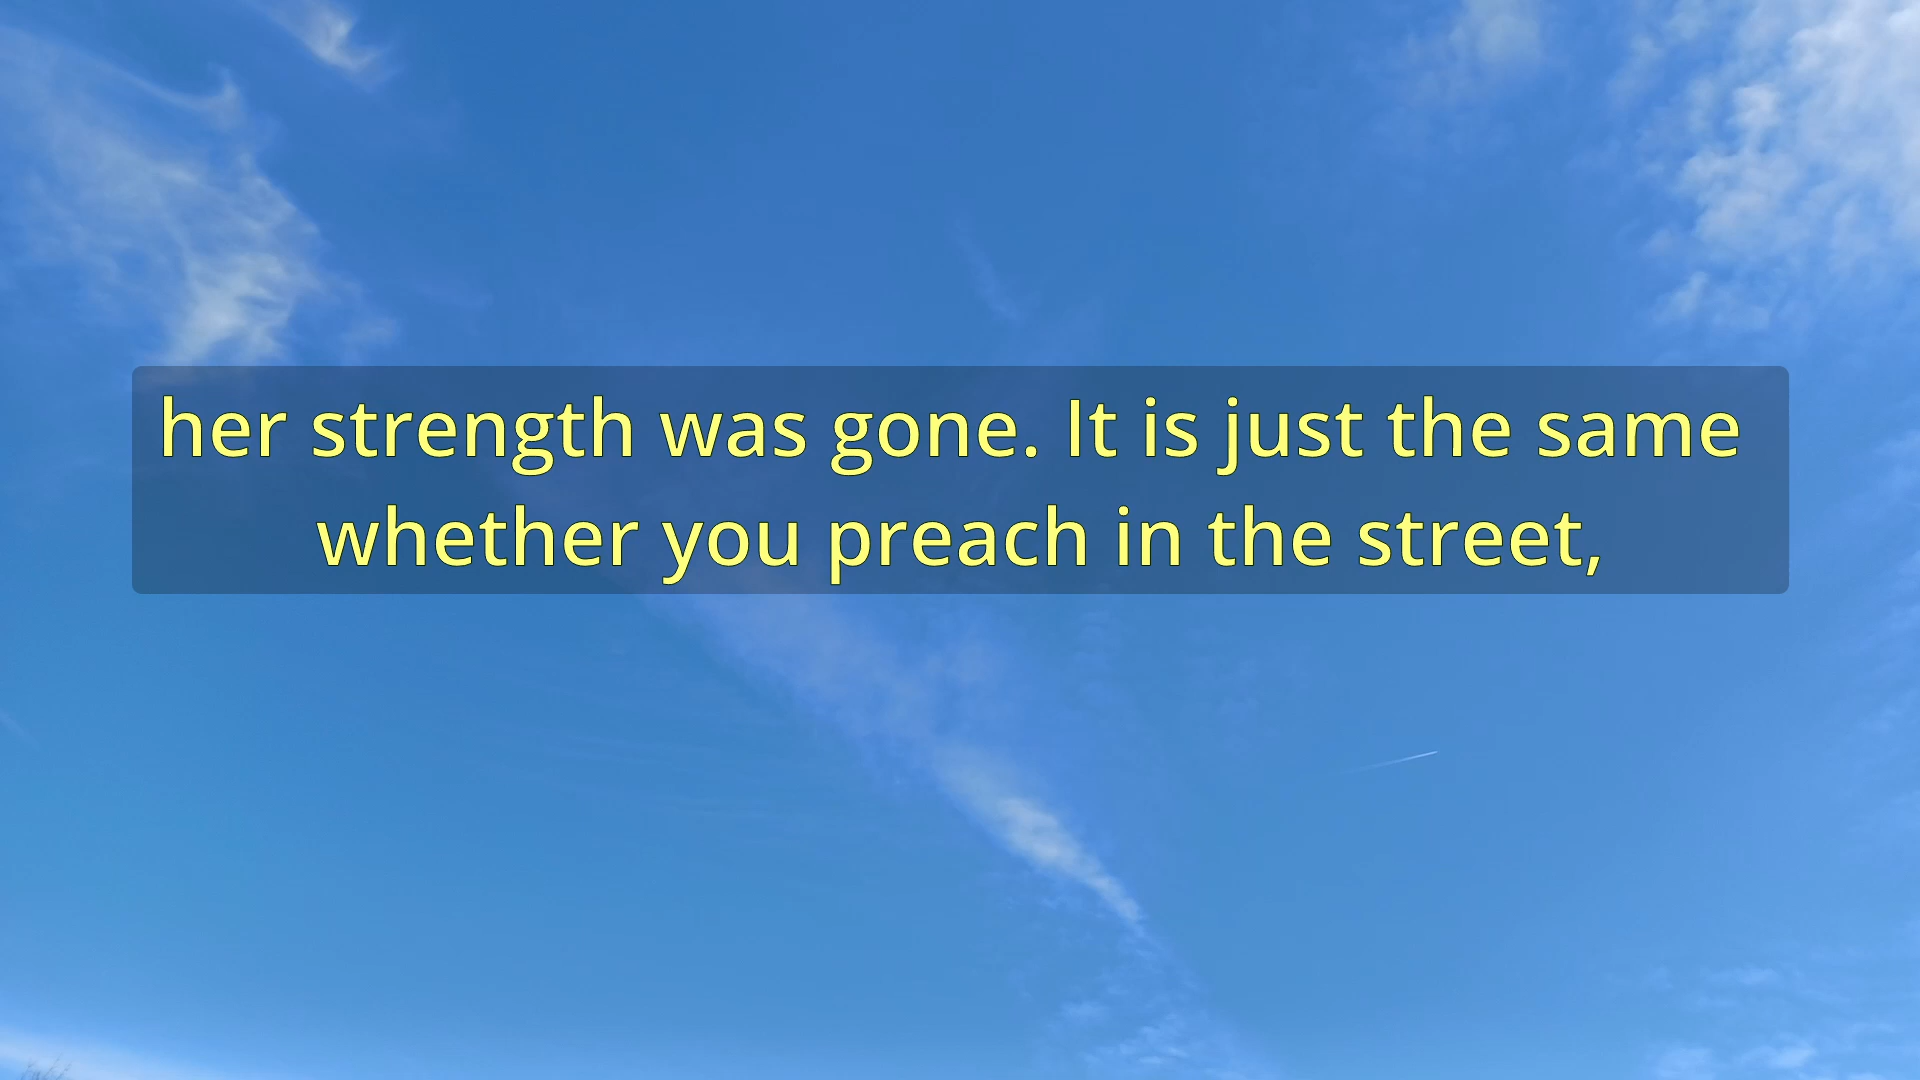 her strength was gone. It is just the same
whether you preach in the street,